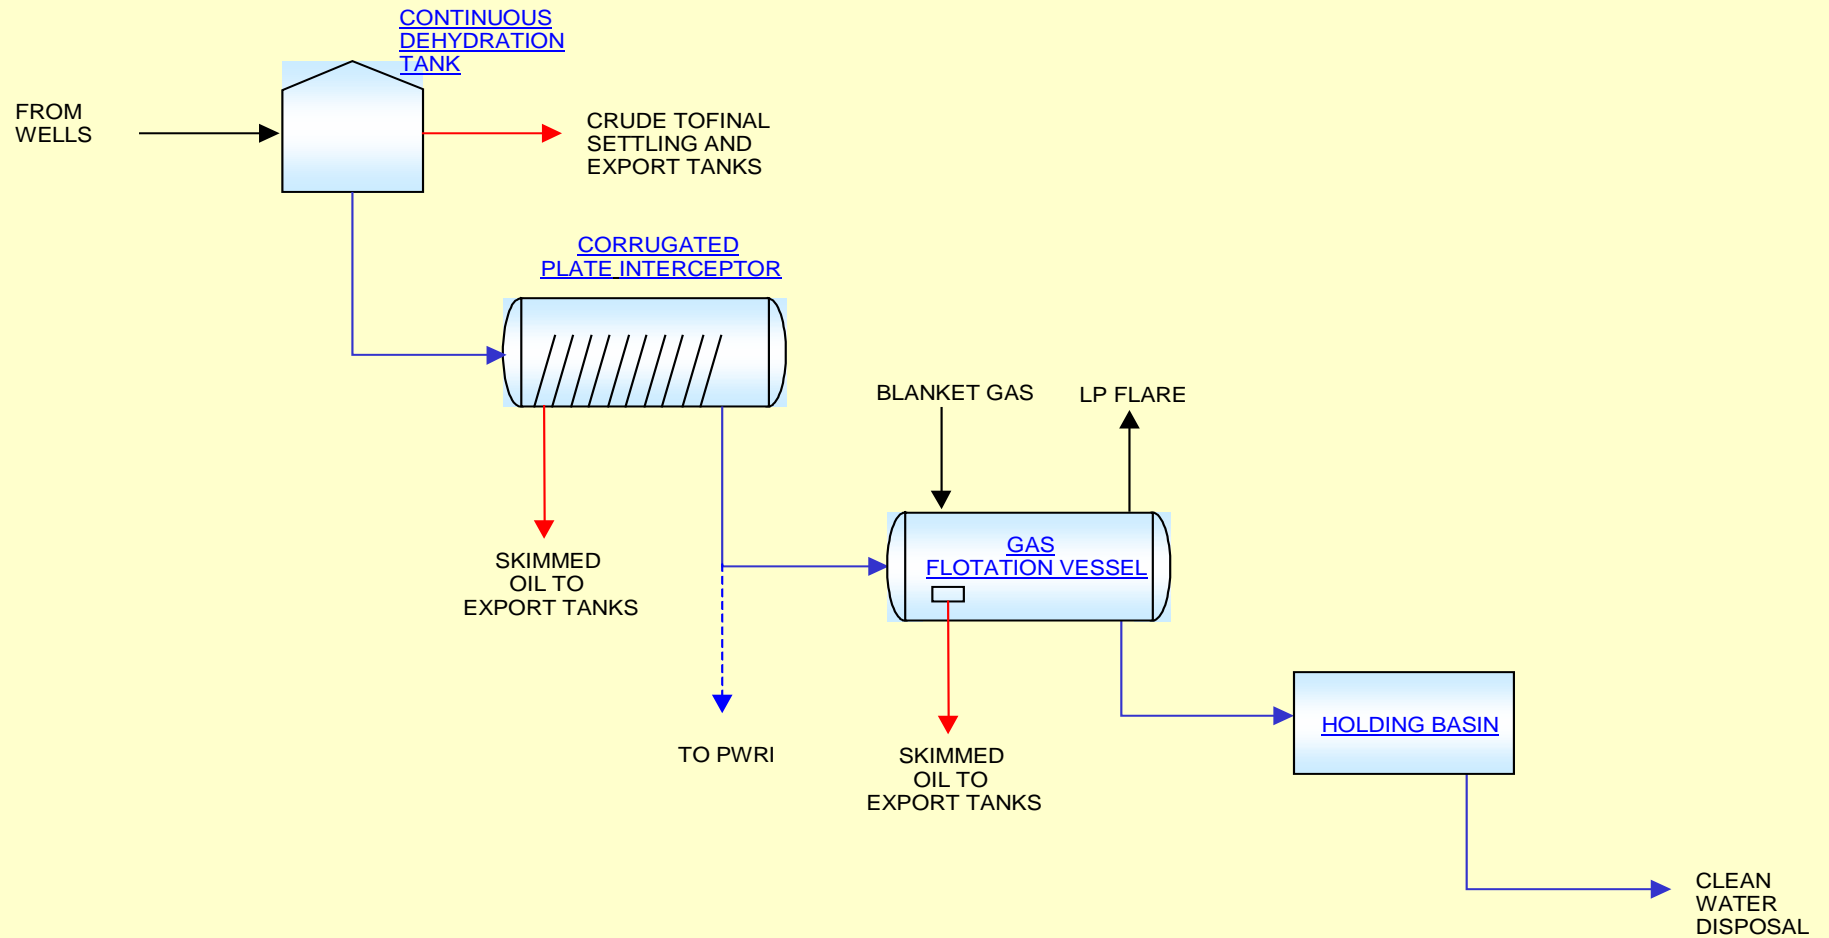 CONTINUOUS
DEHYDRATION
TANK
FROM
WELLS
CRUDE TOFINAL
SETTLING AND
EXPORT TANKS
CORRUGATED
PLATE INTERCEPTOR
BLANKET GAS
LP FLARE
SKIMMED
OIL TO
EXPORT TANKS
GAS
FLOTATION VESSEL
TO PWRI
SKIMMED
OIL TO
EXPORT TANKS
HOLDING BASIN
CLEAN
WATER
DISPOSAL